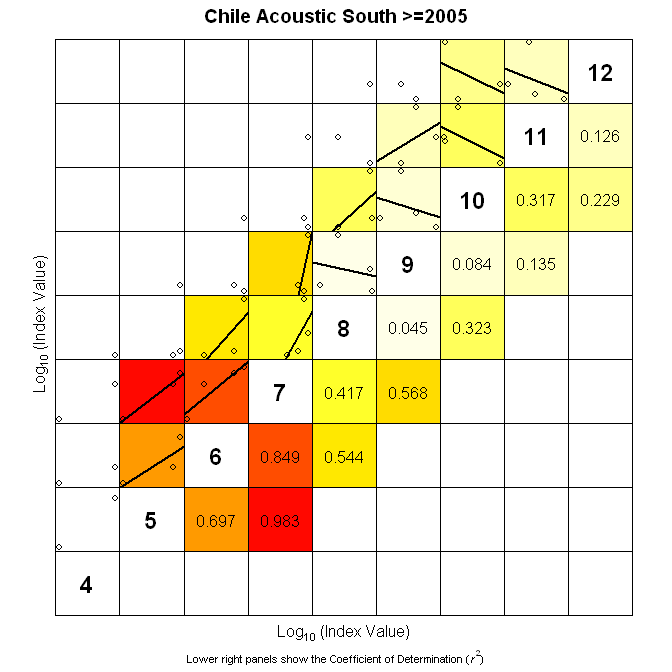 Chile Acoustic South >=2005
12
11 0.126
10 0.317 0.229
9 0.084 0.135
8 0.045 0.323
7 0.417 0.568
6 0.849 0.544
5 0.697 0.983
4
Log10 (Index Value)
Log10 (Index Value)
Lower right panels show the Coefficient of Determination (r2)